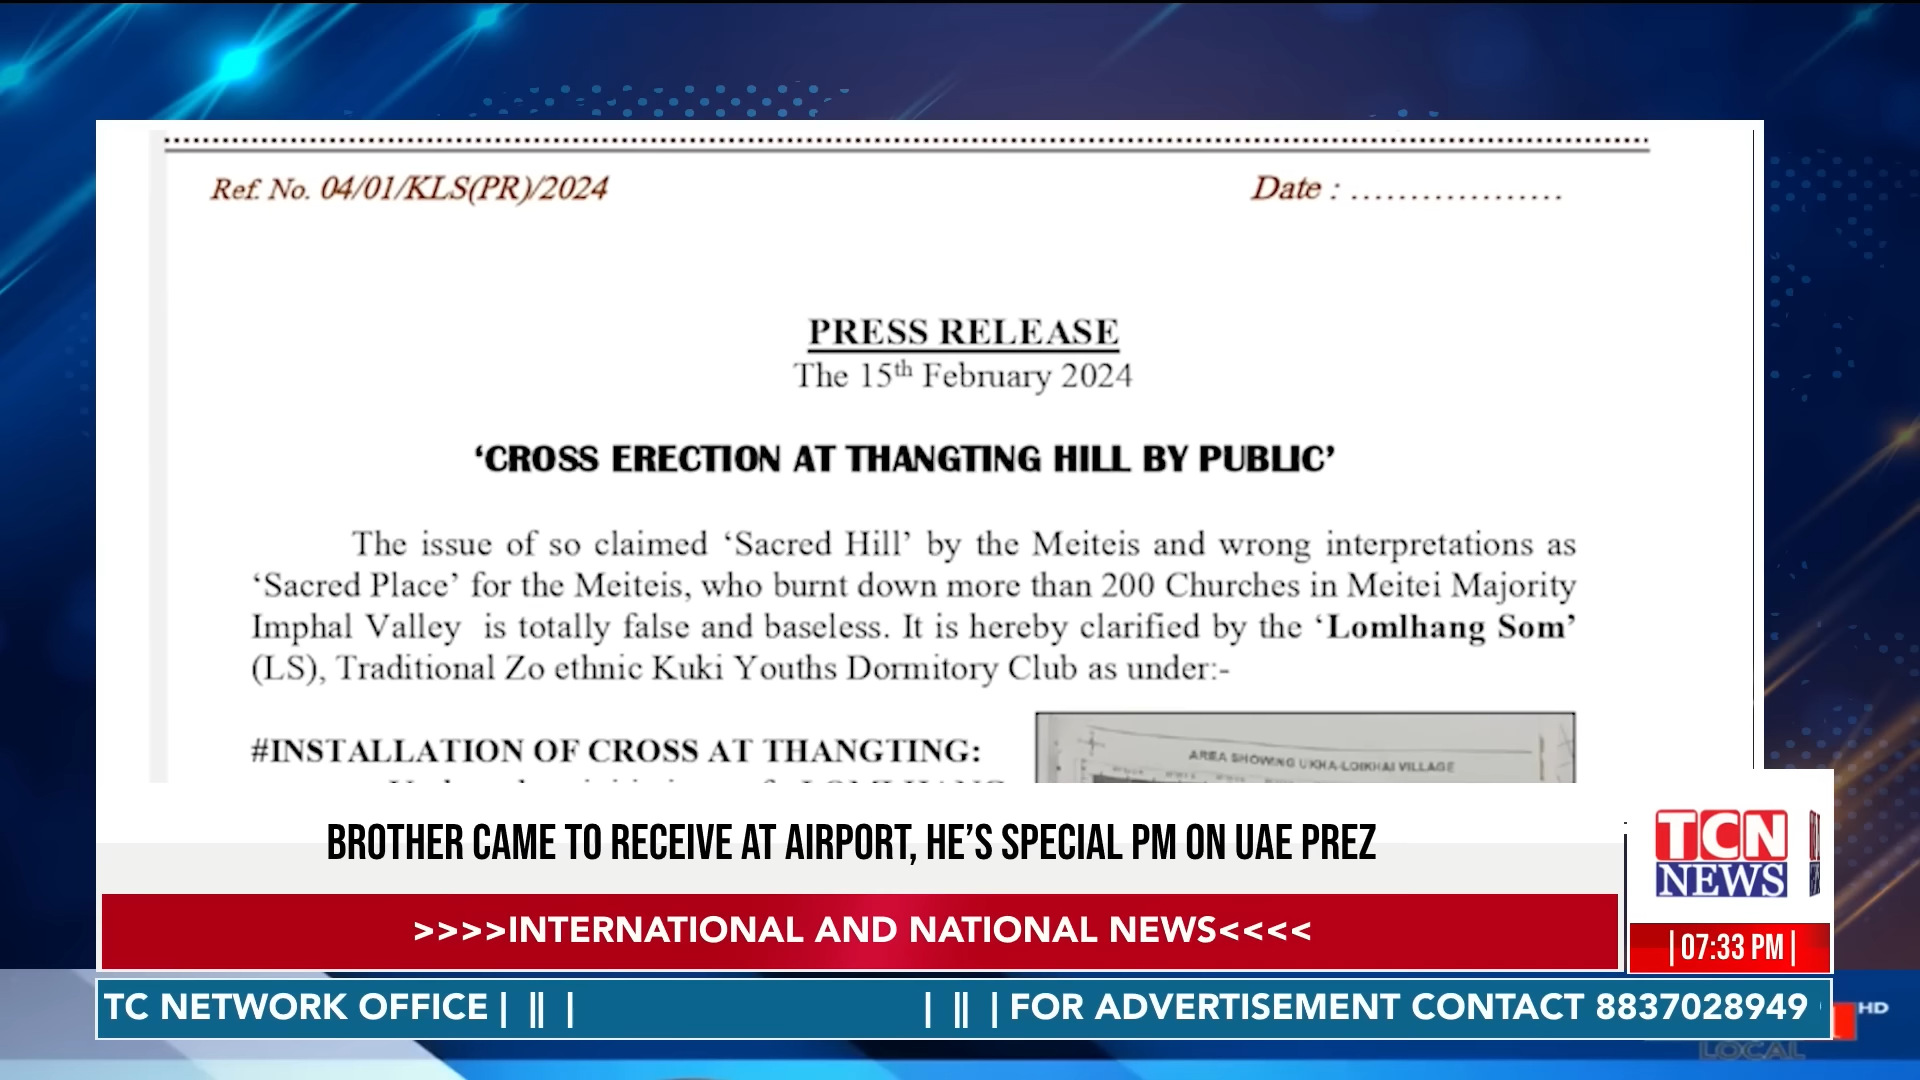 Ref. No. 04/01/KLS(PR)/2024
Date : ..................
PRESS RELEASE
The 15th February 2024
‘CROSS ERECTION AT THANGTING HILL BY PUBLIC’
The issue of so claimed ‘Sacred Hill’ by the Meiteis and wrong interpretations as
‘Sacred Place’ for the Meiteis, who burnt down more than 200 Churches in Meitei Majority
Imphal Valley is totally false and baseless. It is hereby clarified by the ‘Lomlhang Som’
(LS), Traditional Zo ethnic Kuki Youths Dormitory Club as under:-
#INSTALLATION OF CROSS AT THANGTING:
AREA SHOWING UKHA-LOIKHAI VILLAGE
BROTHER CAME TO RECEIVE AT AIRPORT, HE’S SPECIAL PM ON UAE PREZ
TCN
NEWS
>>>>INTERNATIONAL AND NATIONAL NEWS<<<<
|07:33 PM|
TC NETWORK OFFICE | || | | || | FOR ADVERTISEMENT CONTACT 8837028949
HD
LOCAL